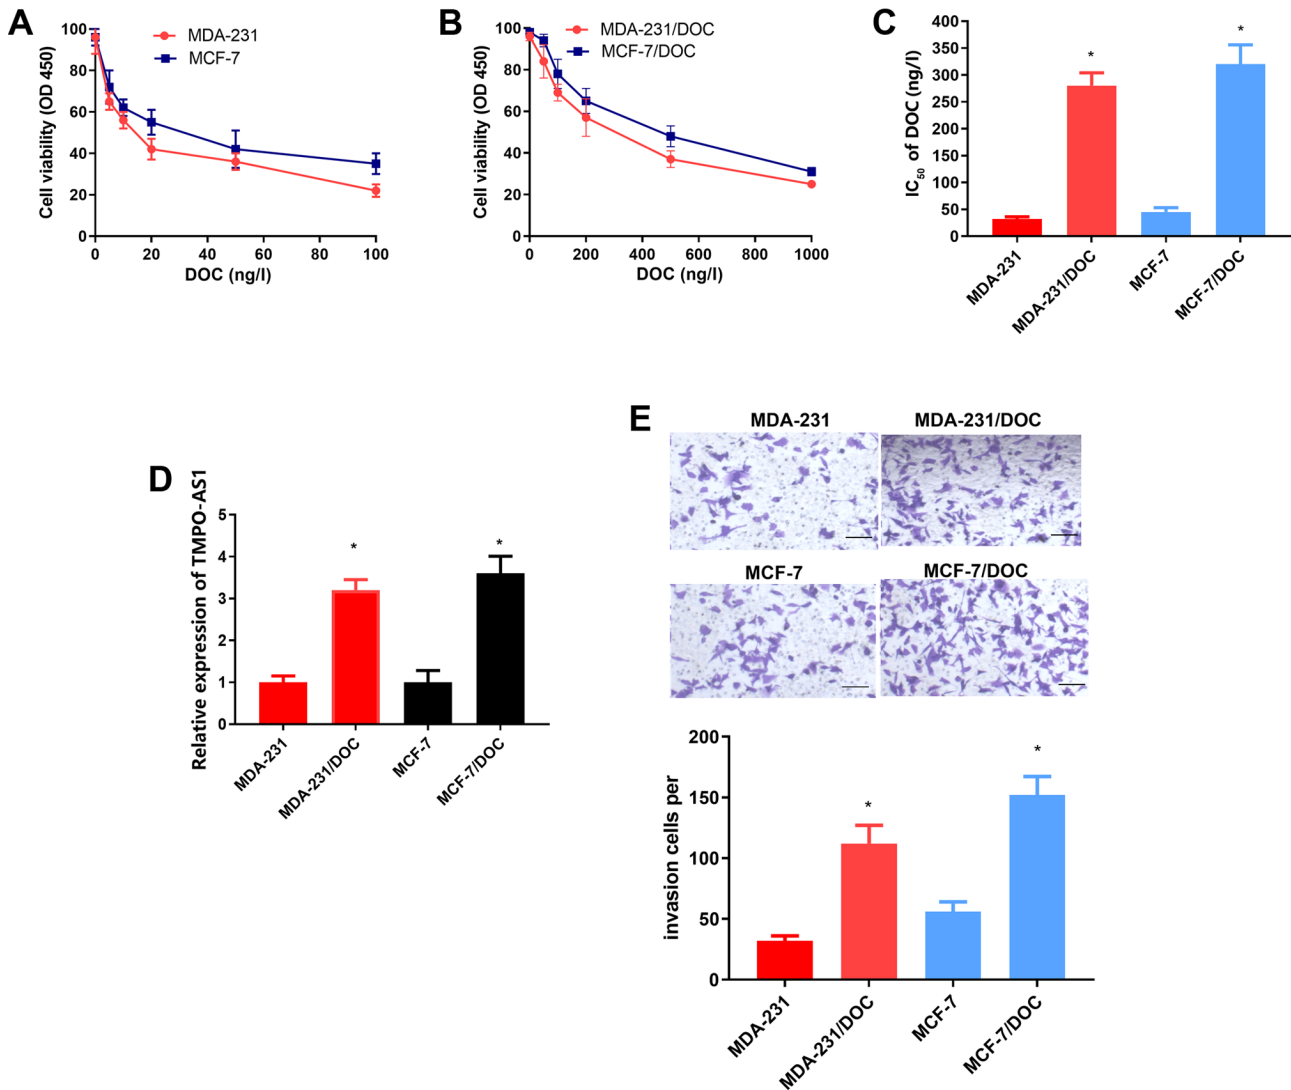 A
Cell viability (OD 450)
100
80
60
40
20
0
0 20 40 60 80 100
DOC (ng/l)
MDA-231
MCF-7
B
Cell viability (OD 450)
100
80
60
40
20
0
0 200 400 600 800 1000
DOC (ng/l)
MDA-231/DOC
MCF-7/DOC
C
IC50 of DOC (ng/l)
400
350
300
250
200
150
100
50
0
*
*
MDA-231
MDA-231/DOC
MCF-7
MCF-7/DOC
D
Relative expression of TMPO-AS1
5
4
3
2
1
0
*
*
MDA-231
MDA-231/DOC
MCF-7
MCF-7/DOC
E
MDA-231
MDA-231/DOC
MCF-7
MCF-7/DOC
invasion cells per
200
150
100
50
0
*
*
MDA-231
MDA-231/DOC
MCF-7
MCF-7/DOC